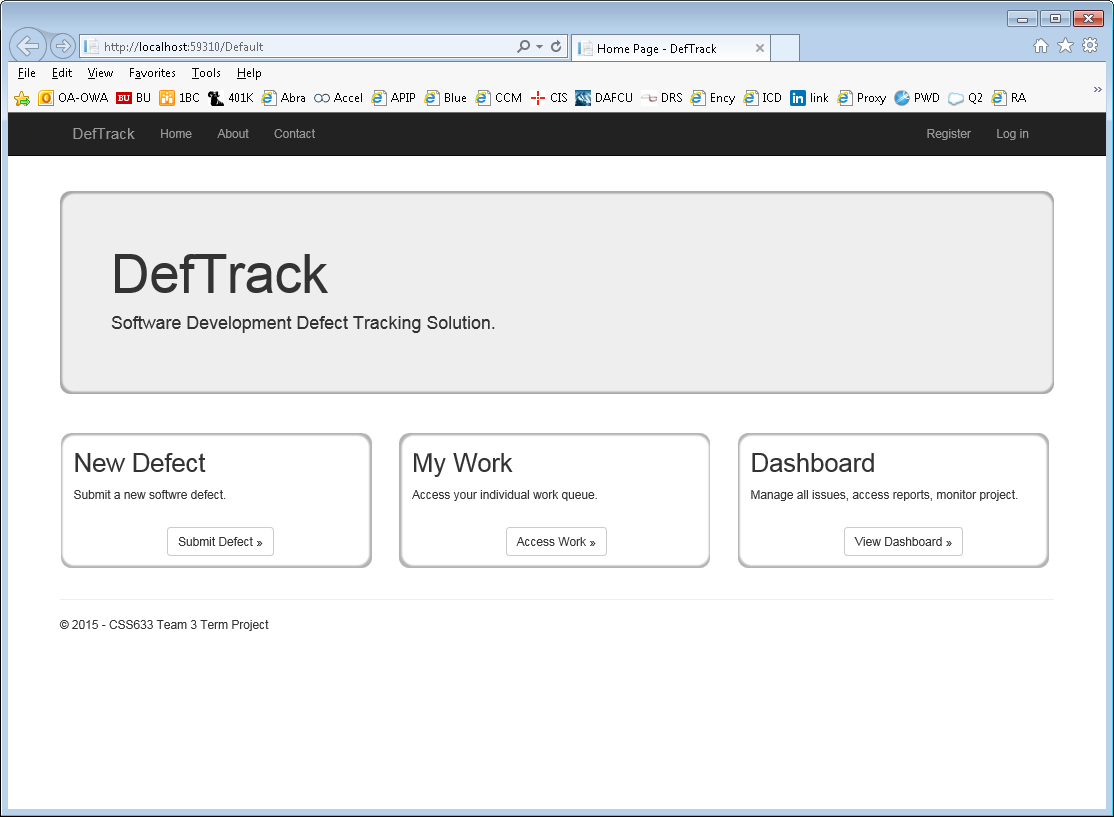 http://localhost:59310/Default
Home Page - DefTrack
File Edit View Favorites Tools Help
OA-OWA BU BU 1BC 401K Abra Accel APIP Blue CCM CIS DAFCU DRS Ency ICD in link Proxy PWD Q2 RA
DefTrack Home About Contact Register Log in
DefTrack
Software Development Defect Tracking Solution.
New Defect
Submit a new softwre defect.
Submit Defect »
My Work
Access your individual work queue.
Access Work »
Dashboard
Manage all issues, access reports, monitor project.
View Dashboard »
© 2015 - CSS633 Team 3 Term Project